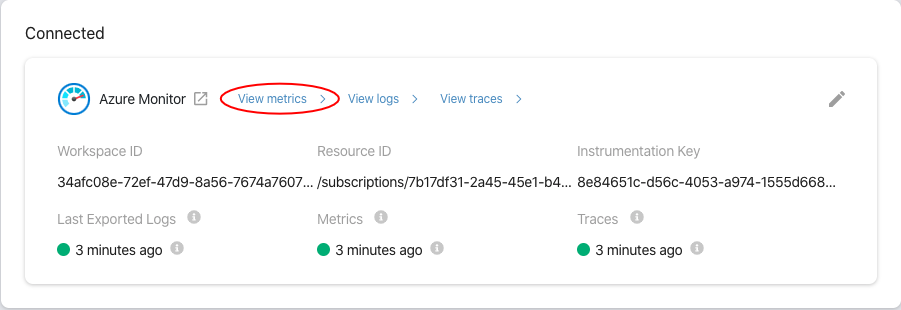 Connected
Azure Monitor View metrics View logs View traces
Workspace ID Resource ID Instrumentation Key
34afc08e-72ef-47d9-8a56-7674a7607... /subscriptions/7b17df31-2a45-45e1-b4... 8e84651c-d56c-4053-a974-1555d668...
Last Exported Logs Metrics Traces
3 minutes ago 3 minutes ago 3 minutes ago